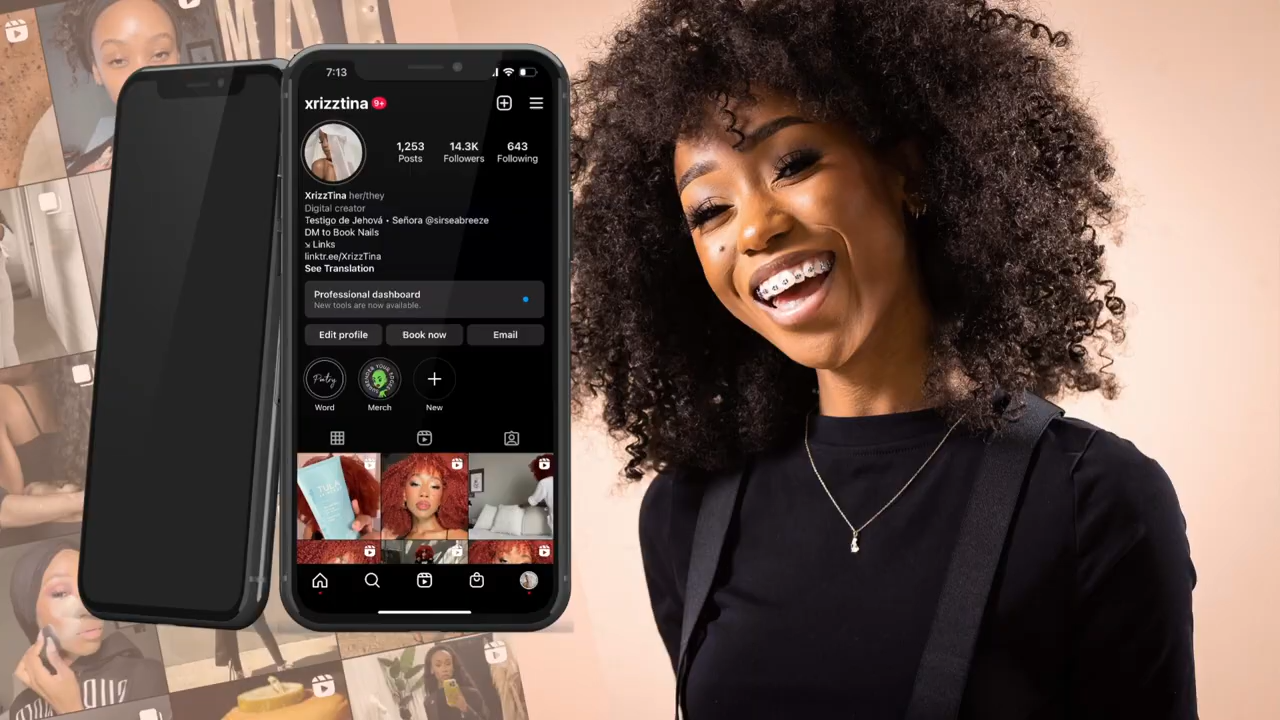 7:13
xrizztina 9+
1,253 14.3K 643
Posts Followers Following
XrizzTina her/they
Digital creator
Testigo de Jehová • Señora @sirseabreeze
DM to Book Nails
⇘ Links
linktr.ee/XrizzTina
See Translation
Professional dashboard
New tools are now available.
Edit profile Book now Email
Poetry
Word Merch New
TULA